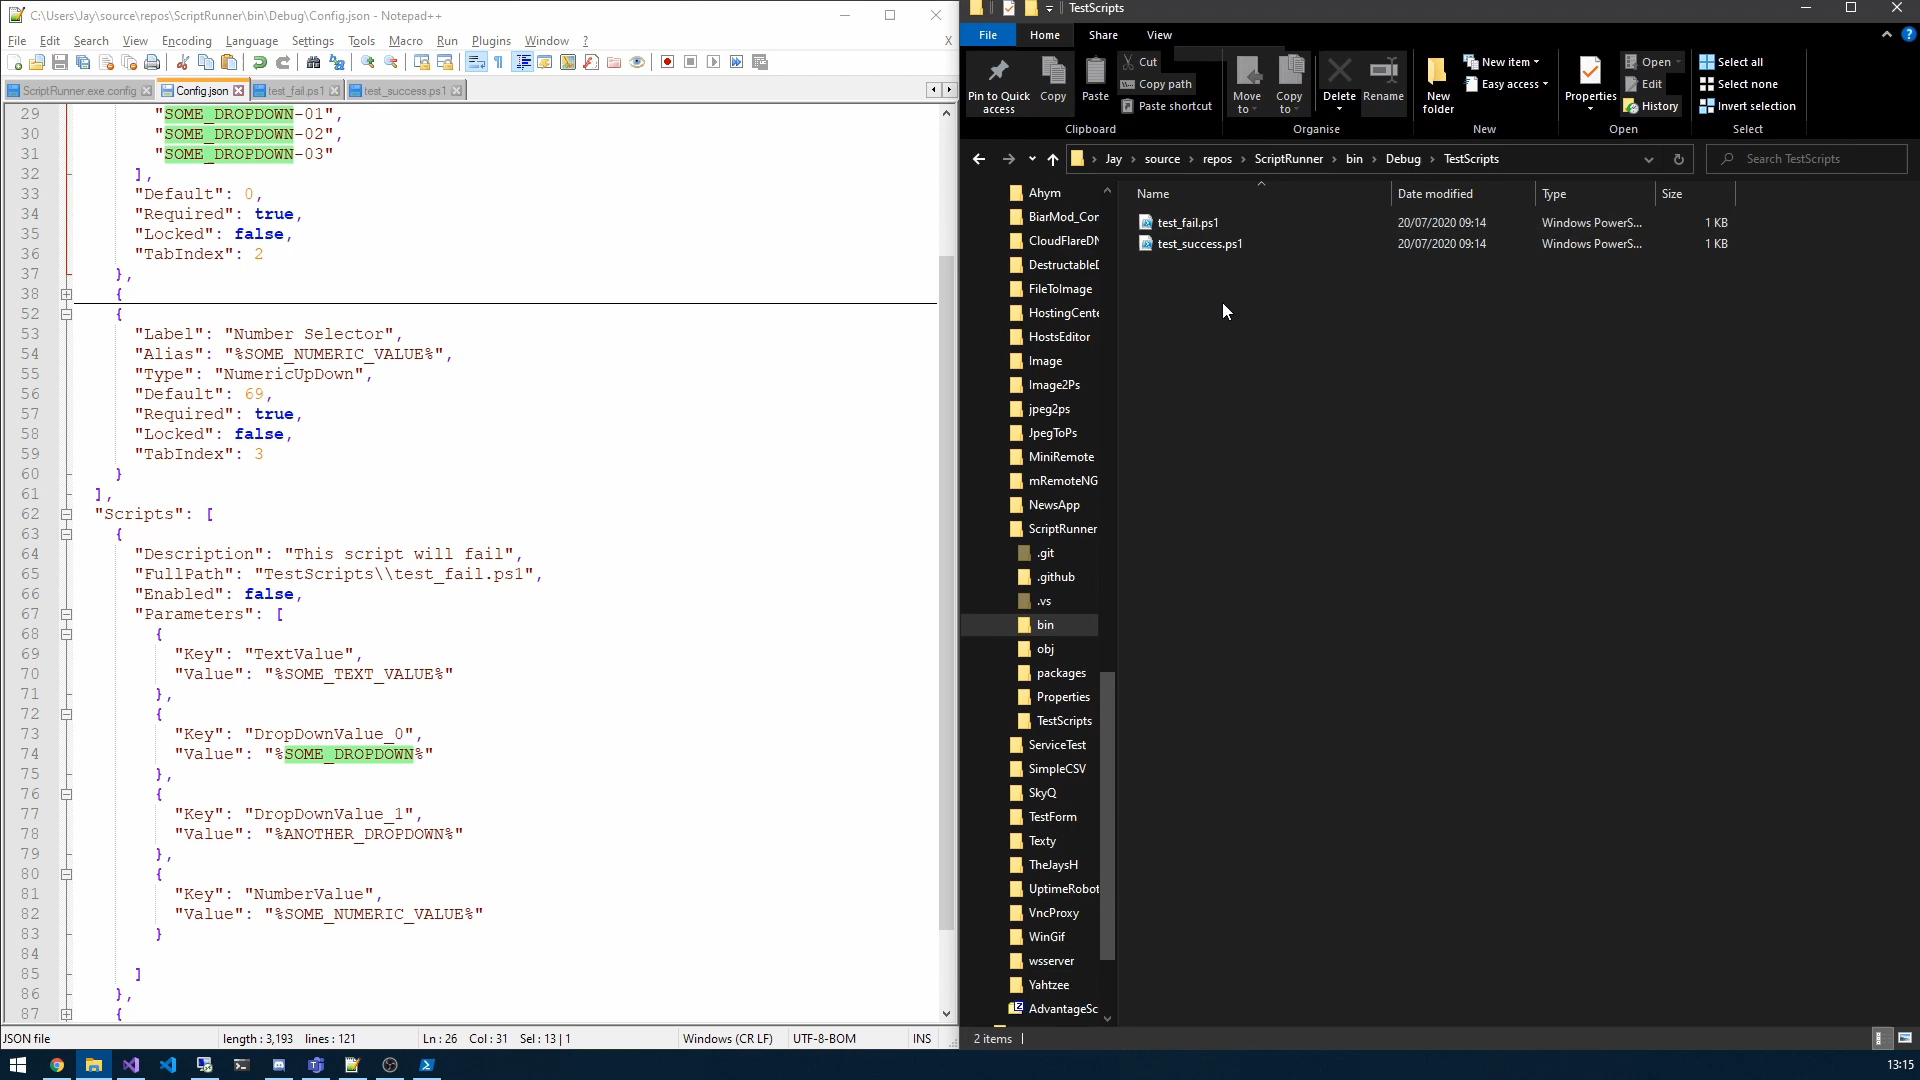 C:\Users\Jay\source\repos\ScriptRunner\bin\Debug\Config.json - Notepad++
File Edit Search View Encoding Language Settings Tools Macro Run Plugins Window ? X
ScriptRunner.exe.config Config.json test_fail.ps1 test_success.ps1
29 "SOME_DROPDOWN-01",
30 "SOME_DROPDOWN-02",
31 "SOME_DROPDOWN-03"
32 ],
33 "Default": 0,
34 "Required": true,
35 "Locked": false,
36 "TabIndex": 2
37 },
38 {
52 {
53 "Label": "Number Selector",
54 "Alias": "%SOME_NUMERIC_VALUE%",
55 "Type": "NumericUpDown",
56 "Default": 69,
57 "Required": true,
58 "Locked": false,
59 "TabIndex": 3
60 }
61 ],
62 "Scripts": [
63 {
64 "Description": "This script will fail",
65 "FullPath": "TestScripts\\test_fail.ps1",
66 "Enabled": false,
67 "Parameters": [
68 {
69 "Key": "TextValue",
70 "Value": "%SOME_TEXT_VALUE%"
71 },
72 {
73 "Key": "DropDownValue_0",
74 "Value": "%SOME_DROPDOWN%"
75 },
76 {
77 "Key": "DropDownValue_1",
78 "Value": "%ANOTHER_DROPDOWN%"
79 },
80 {
81 "Key": "NumberValue",
82 "Value": "%SOME_NUMERIC_VALUE%"
83 }
84
85 ]
86 },
87 {
JSON file length : 3,193 lines : 121 Ln : 26 Col : 31 Sel : 13 | 1 Windows (CR LF) UTF-8-BOM INS
TestScripts
File Home Share View
Pin to Quick access
Copy
Paste
Cut
Copy path
Paste shortcut
Clipboard
Move to
Copy to
Delete
Rename
Organise
New folder
New item
Easy access
New
Properties
Open
Edit
History
Open
Select all
Select none
Invert selection
Select
Jay > source > repos > ScriptRunner > bin > Debug > TestScripts
Search TestScripts
Name Date modified Type Size
test_fail.ps1 20/07/2020 09:14 Windows PowerS... 1 KB
test_success.ps1 20/07/2020 09:14 Windows PowerS... 1 KB
Ahym
BiarMod_Cor
CloudFlareDN
DestructableD
FileToImage
HostingCente
HostsEditor
Image
Image2Ps
jpeg2ps
JpegToPs
MiniRemote
mRemoteNG
NewsApp
ScriptRunner
.git
.github
.vs
bin
obj
packages
Properties
TestScripts
ServiceTest
SimpleCSV
SkyQ
TestForm
Texty
TheJaysH
UptimeRobot
VncProxy
WinGif
wsserver
Yahtzee
AdvantageSc
2 items
13:15